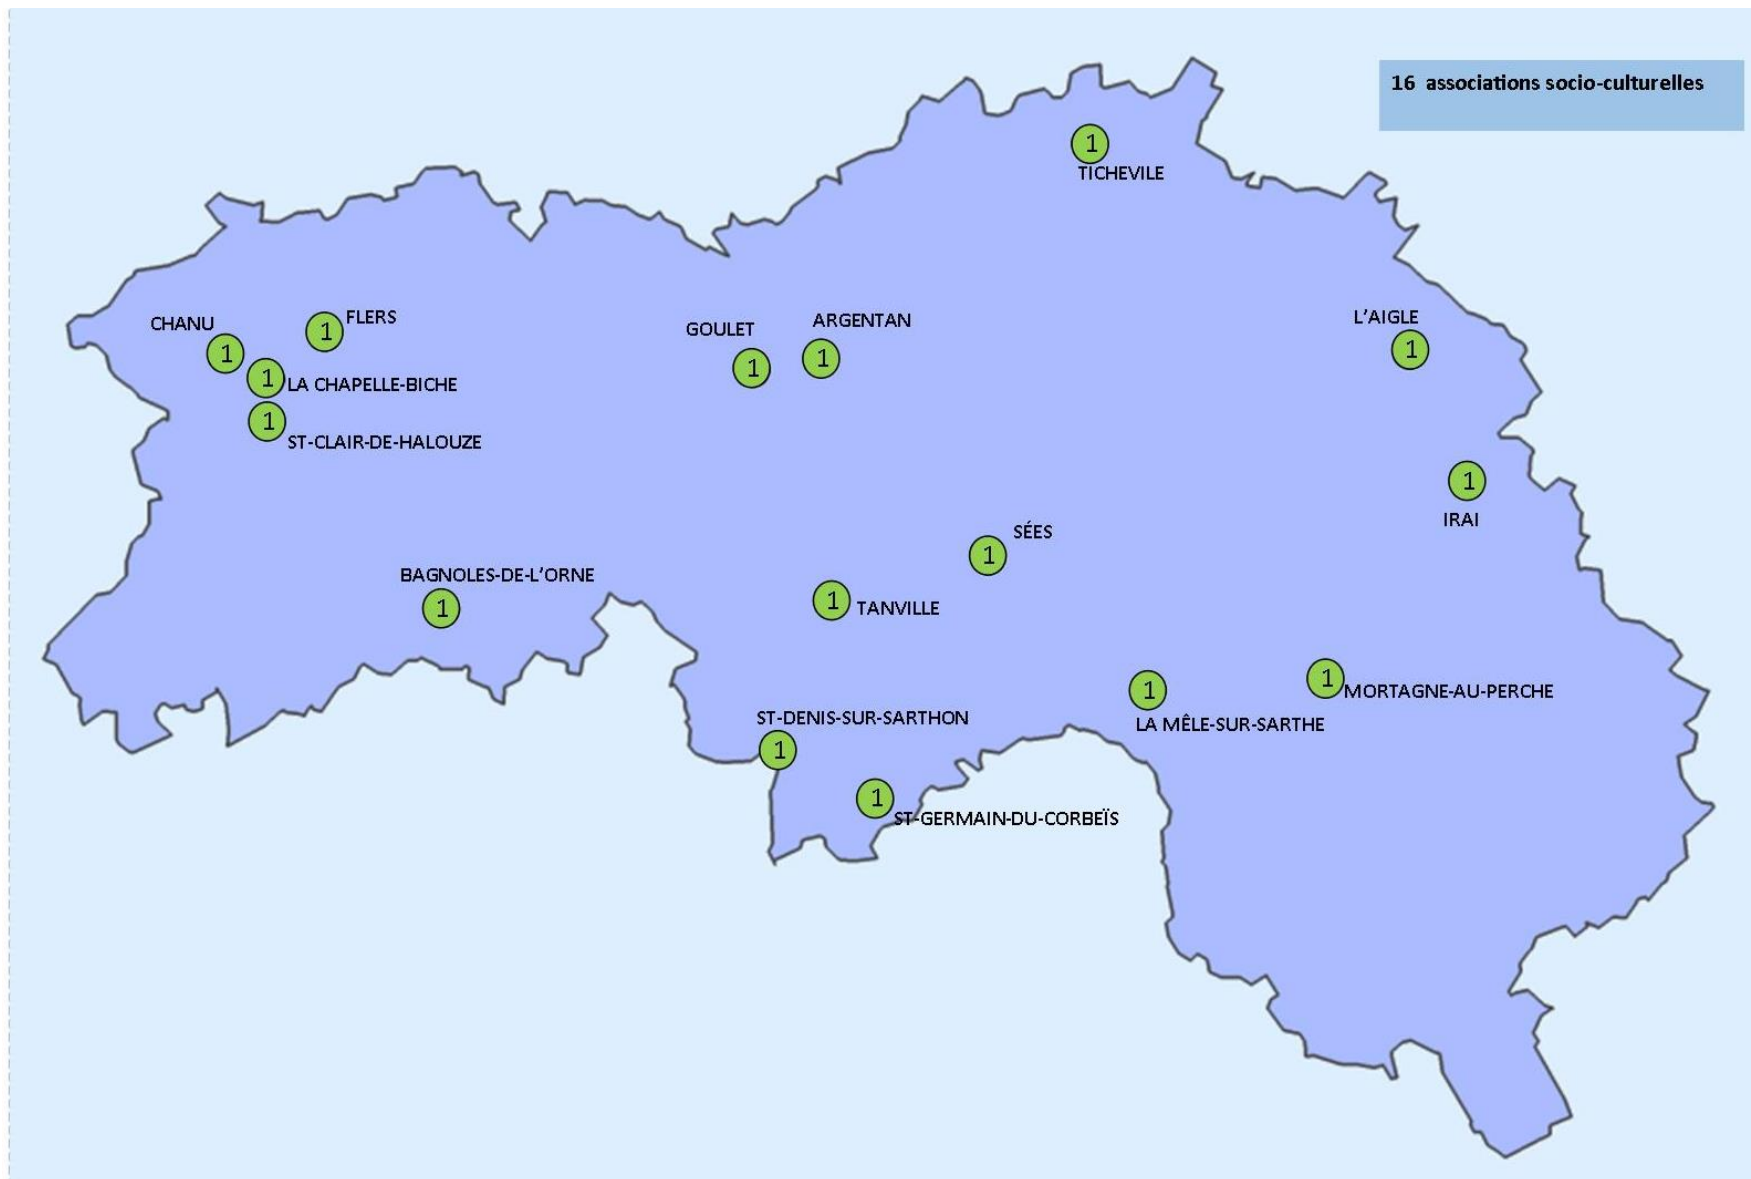 16 associations socio-culturelles
1
TICHEVILE
CHANU
1
1
FLERS
1
LA CHAPELLE-BICHE
1
ST-CLAIR-DE-HALOUZE
GOULET
1
ARGENTAN
1
L'AIGLE
1
1
IRAI
SÉES
1
BAGNOLES-DE-L'ORNE
1
1
TANVILLE
1
MORTAGNE-AU-PERCHE
1
LA MÊLE-SUR-SARTHE
ST-DENIS-SUR-SARTHON
1
1
ST-GERMAIN-DU-CORBEÏS